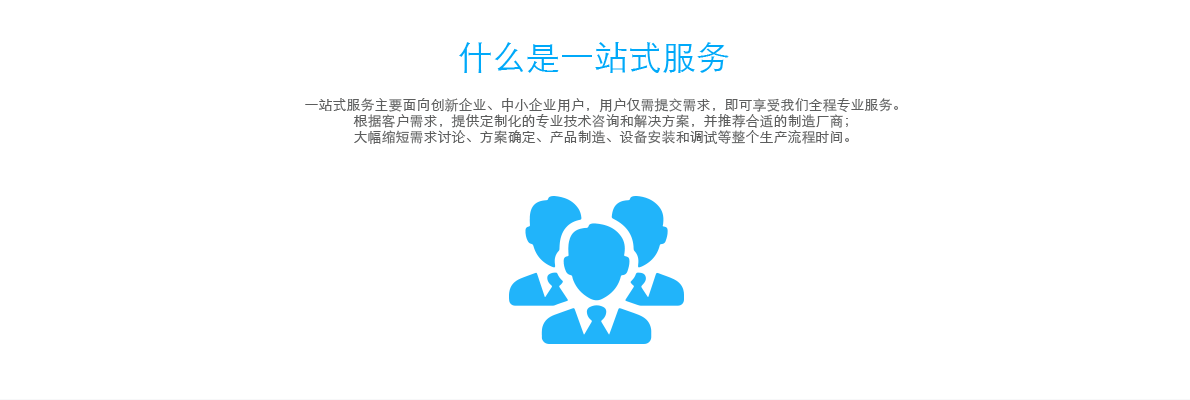 什么是一站式服务
一站式服务主要面向创新企业、中小企业用户，用户仅需提交需求，即可享受我们全程专业服务。
根据客户需求，提供定制化的专业技术咨询和解决方案，并推荐合适的制造厂商；
大幅缩短需求讨论、方案确定、产品制造、设备安装和调试等整个生产流程时间。